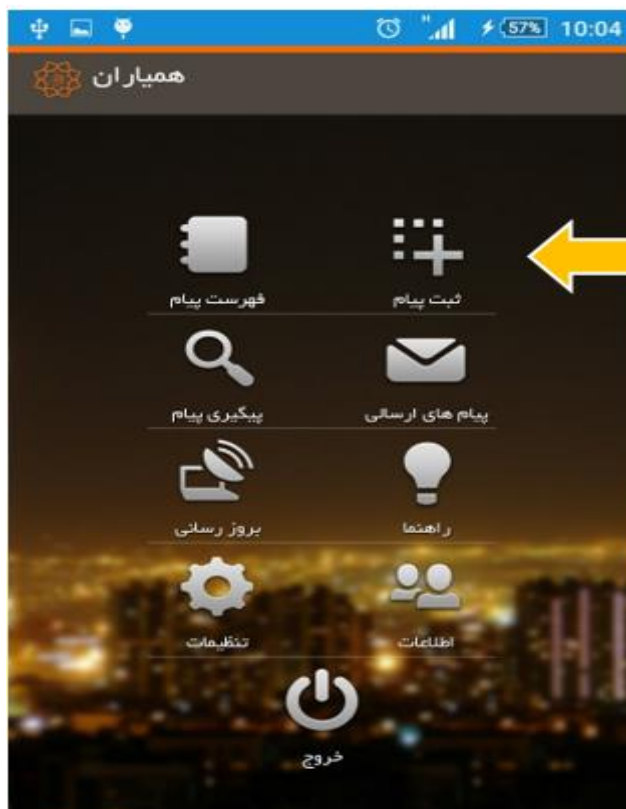 57% 10:04
H
همیاران
ثبت پیام
فهرست پیام
پیام های ارسالی
پیگیری پیام
راهنما
بروز رسانی
اطلاعات
تنظیمات
خروج